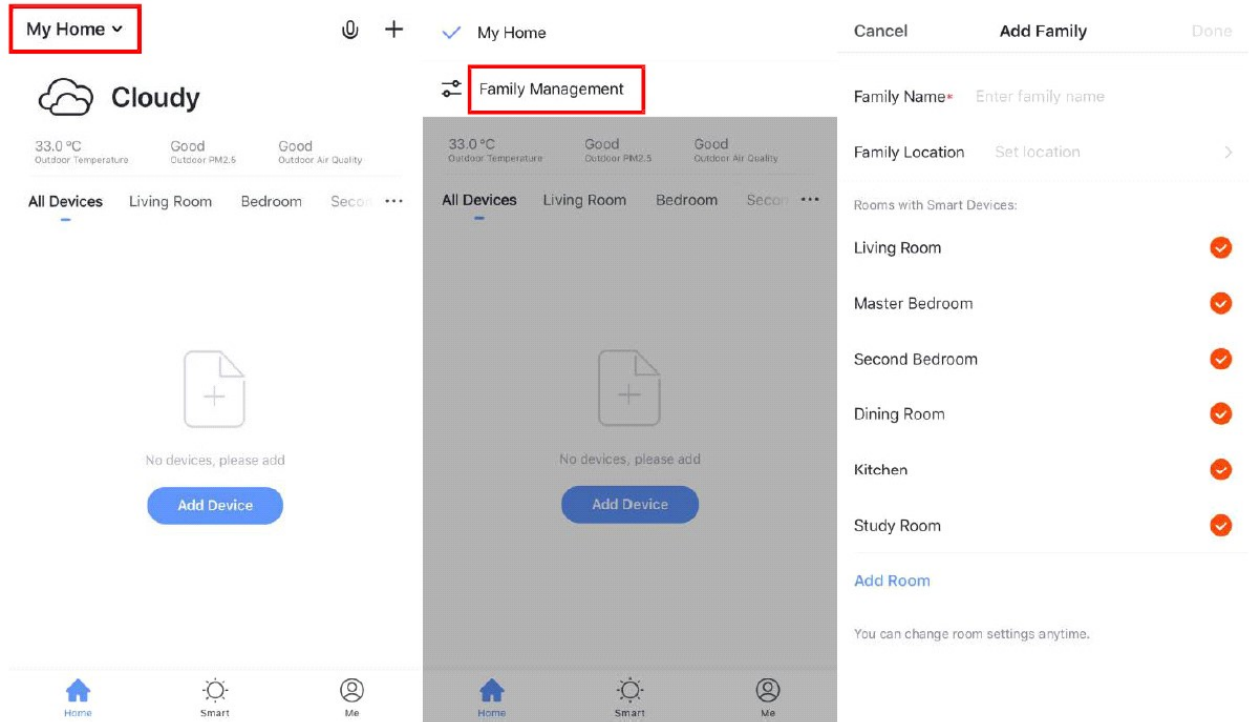 My Home
Cloudy
33.0 °C Good Good
Outdoor Temperature Outdoor PM2.5 Outdoor Air Quality
All Devices Living Room Bedroom Secon ···
No devices, please add
Add Device
Home Smart Me
My Home
Family Management
33.0 °C Good Good
Outdoor Temperature Outdoor PM2.5 Outdoor Air Quality
All Devices Living Room Bedroom Secon ···
No devices, please add
Add Device
Home Smart Me
Cancel Add Family Done
Family Name* Enter family name
Family Location Set location
Rooms with Smart Devices:
Living Room
Master Bedroom
Second Bedroom
Dining Room
Kitchen
Study Room
Add Room
You can change room settings anytime.